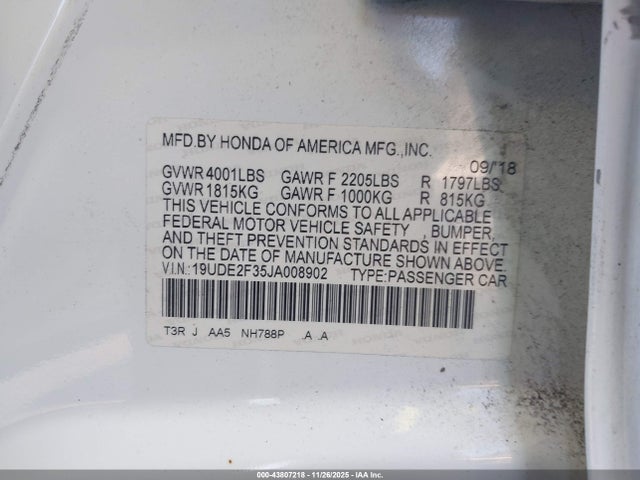 MFD.BY HONDA OF AMERICA MFG.,INC.
09/'18
GVWR 4001LBS GAWR F 2205LBS R 1797LBS
GVWR 1815KG GAWR F 1000KG R 815KG
THIS VEHICLE CONFORMS TO ALL APPLICABLE
FEDERAL MOTOR VEHICLE SAFETY , BUMPER,
AND THEFT PREVENTION STANDARDS IN EFFECT
ON THE DATE OF MANUFACTURE SHOWN ABOVE.
V.I.N.: 19UDE2F35JA008902 TYPE:PASSENGER CAR
T3R J AA5 NH788P .A .A
000-43807218 - 11/26/2025 - IAA Inc.